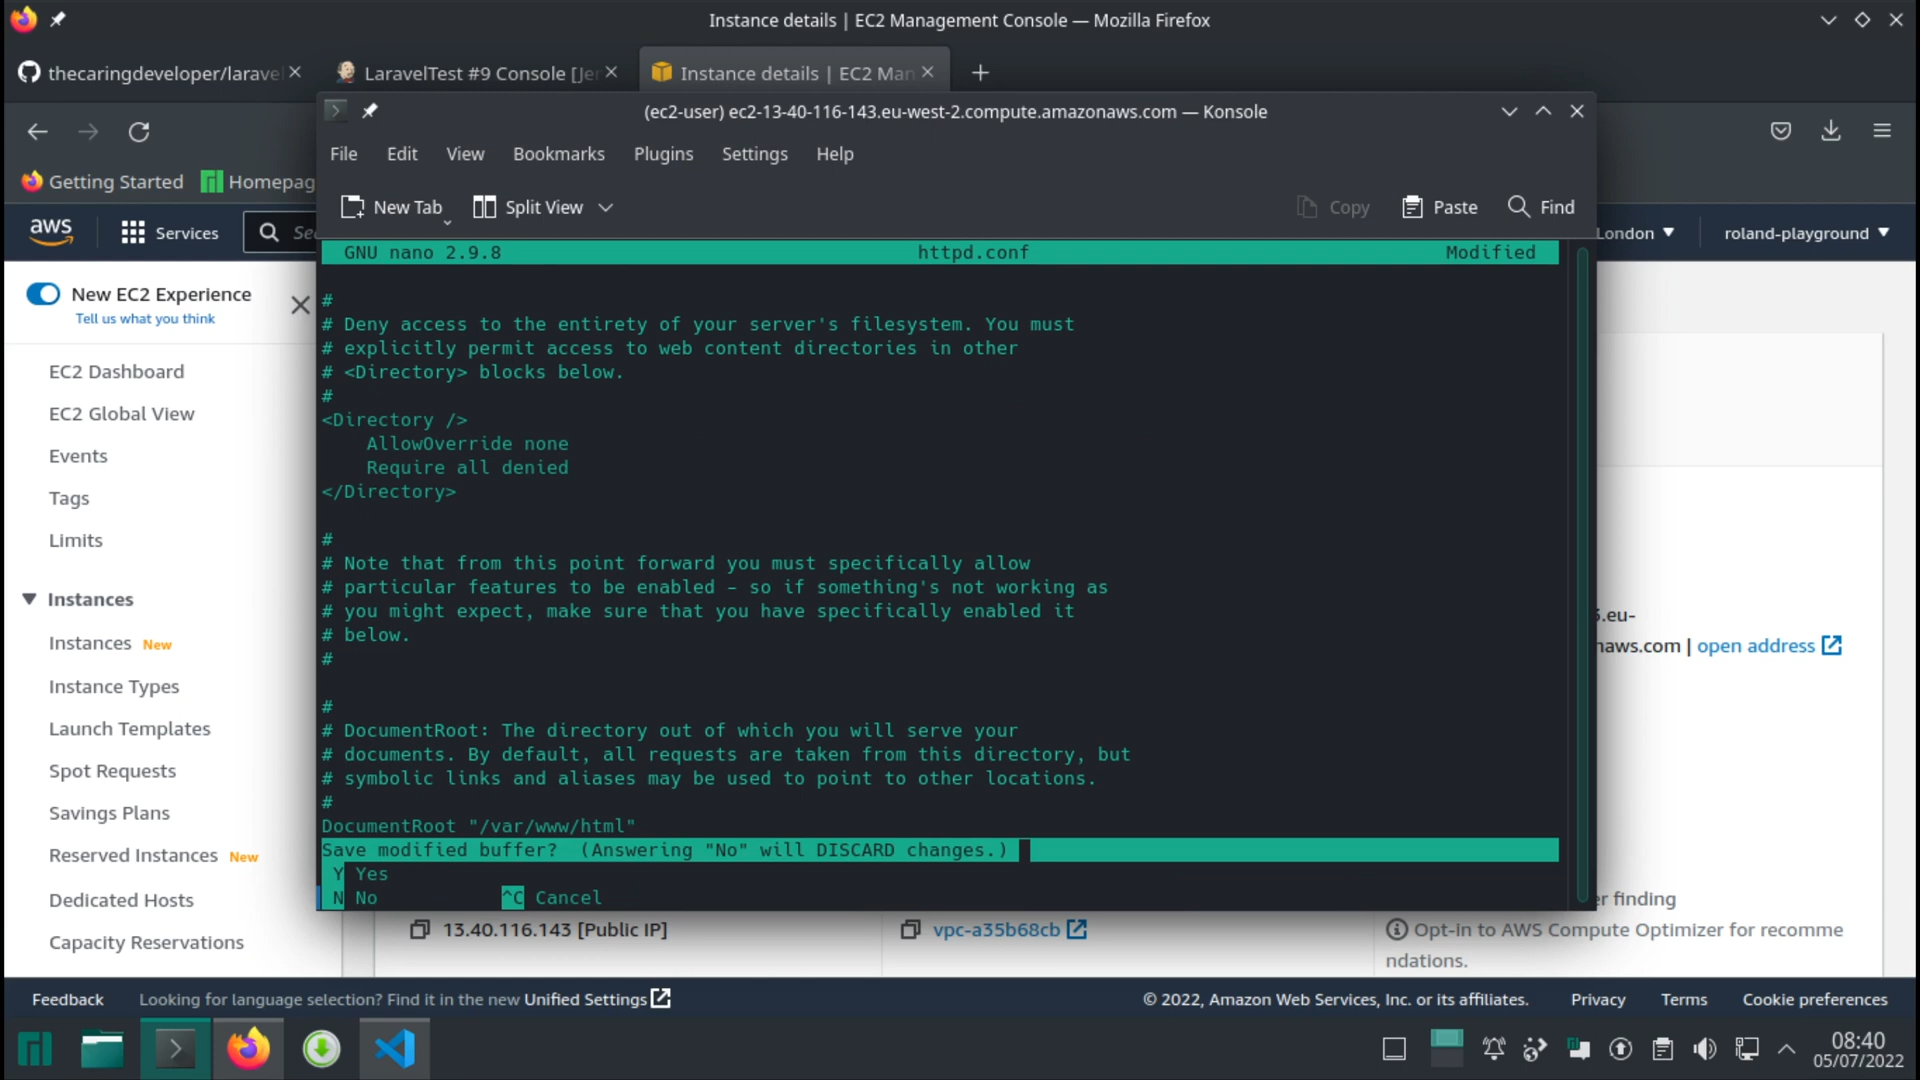 Instance details | EC2 Management Console — Mozilla Firefox
thecaringdeveloper/larave
LaravelTest #9 Console [Jer
Instance details | EC2 Man
(ec2-user) ec2-13-40-116-143.eu-west-2.compute.amazonaws.com — Konsole
File Edit View Bookmarks Plugins Settings Help
Getting Started
Homepag
New Tab
Split View
Copy
Paste
Find
aws
Services
Sea
London
roland-playground
GNU nano 2.9.8 httpd.conf Modified
#
# Deny access to the entirety of your server's filesystem. You must
# explicitly permit access to web content directories in other
# <Directory> blocks below.
#
<Directory />
AllowOverride none
Require all denied
</Directory>
#
# Note that from this point forward you must specifically allow
# particular features to be enabled - so if something's not working as
# you might expect, make sure that you have specifically enabled it
# below.
#
#
# DocumentRoot: The directory out of which you will serve your
# documents. By default, all requests are taken from this directory, but
# symbolic links and aliases may be used to point to other locations.
#
DocumentRoot "/var/www/html"
Save modified buffer? (Answering "No" will DISCARD changes.)
Y Yes
N No ^C Cancel
New EC2 Experience
Tell us what you think
EC2 Dashboard
EC2 Global View
Events
Tags
Limits
Instances
Instances New
Instance Types
Launch Templates
Spot Requests
Savings Plans
Reserved Instances New
Dedicated Hosts
Capacity Reservations
.eu-
naws.com | open address
r finding
13.40.116.143 [Public IP]
vpc-a35b68cb
Opt-in to AWS Compute Optimizer for recomme
ndations.
Feedback
Looking for language selection? Find it in the new Unified Settings
© 2022, Amazon Web Services, Inc. or its affiliates.
Privacy
Terms
Cookie preferences
08:40
05/07/2022